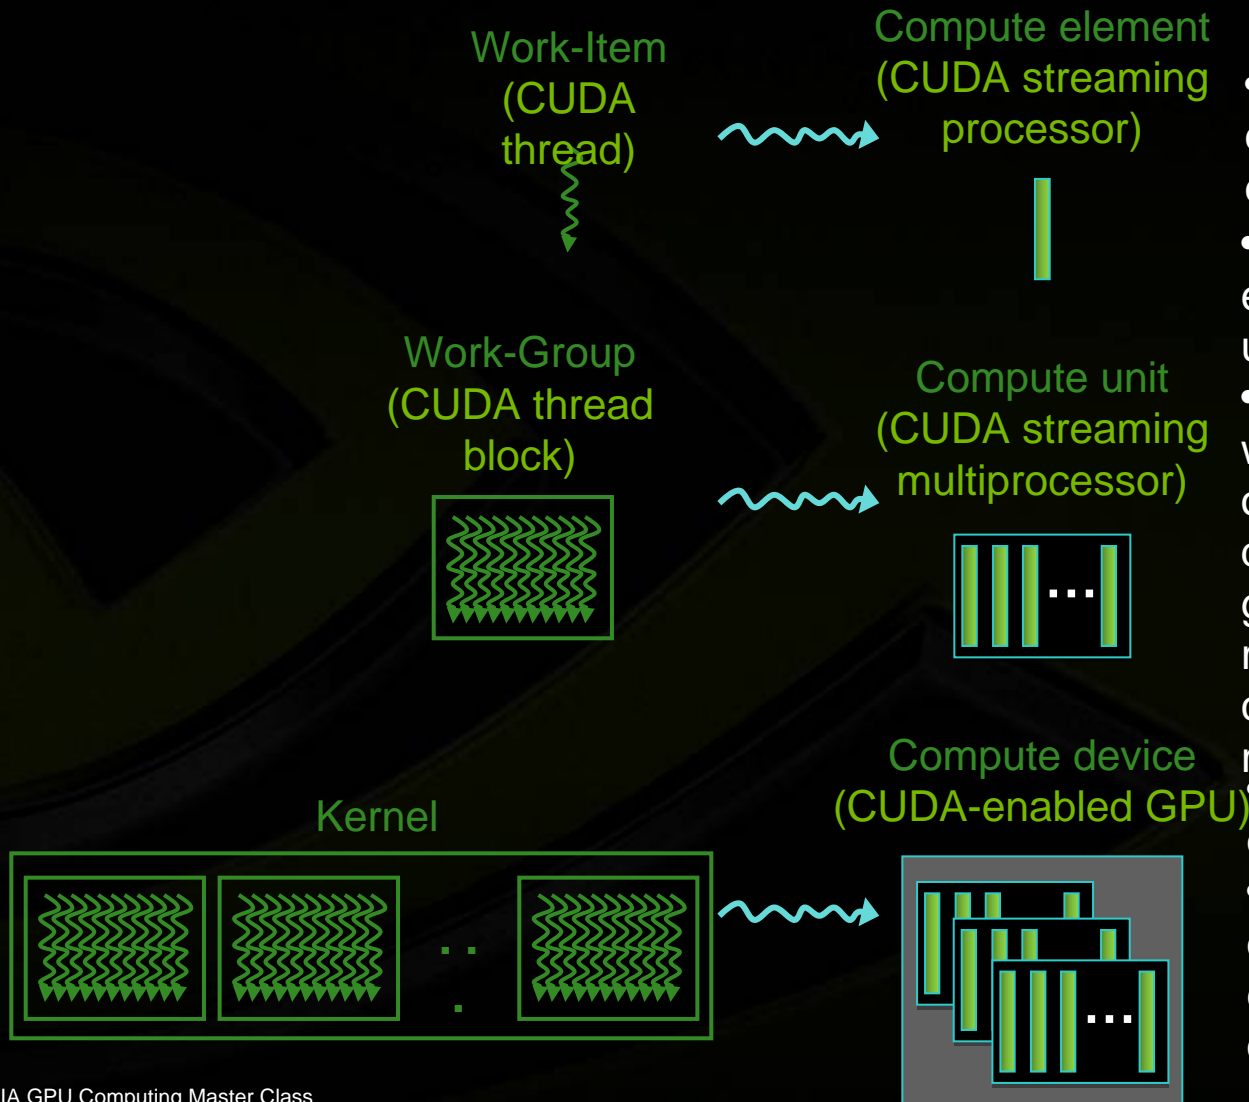 Work-Item
(CUDA
thread)
Compute element
(CUDA streaming
processor)
Work-Group
(CUDA thread
block)
Compute unit
(CUDA streaming
multiprocessor)
...
Kernel
. .
.
Compute device
(CUDA-enabled GPU)
...
IA GPU Computing Master Class